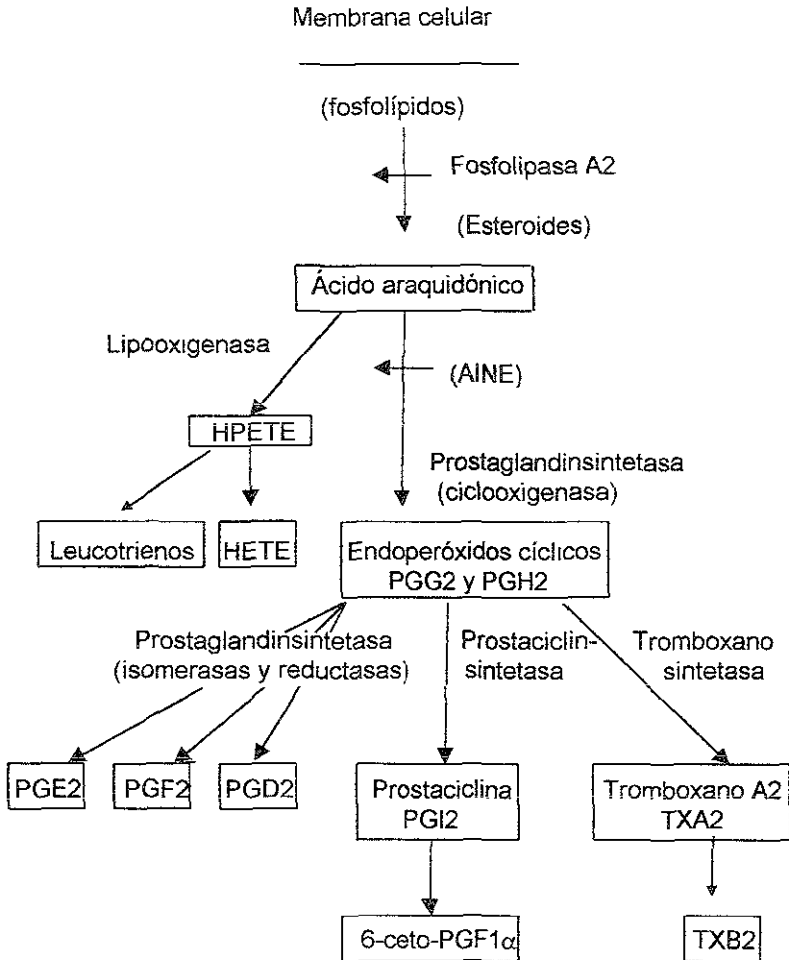 Membrana celular
(fosfolípidos)
Fosfolipasa A2
(Esteroides)
Ácido araquidónico
Lipooxigenasa
(AINE)
HPETE
Prostaglandinsintetasa
(ciclooxigenasa)
Leucotrienos
HETE
Endoperóxidos cíclicos
PGG2 y PGH2
Prostaglandinsintetasa
(isomerasas y reductasas)
Prostaciclin-
sintetasa
Tromboxano
sintetasa
PGE2
PGF2
PGD2
Prostaciclina
PGI2
Tromboxano A2
TXA2
6-ceto-PGF1α
TXB2